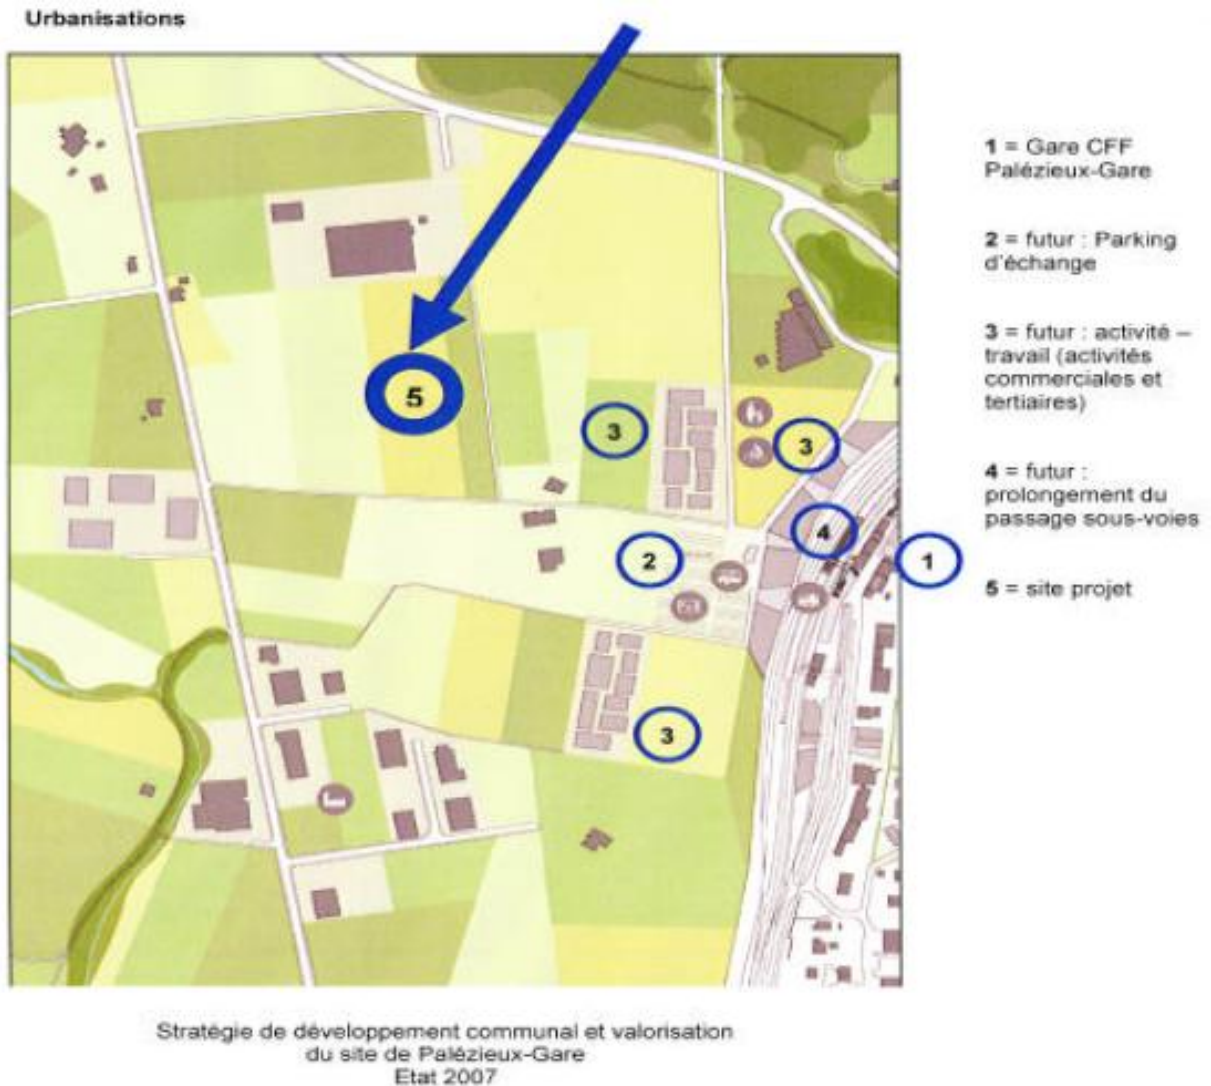 Urbanisations
1 = Gare CFF
Palézieux-Gare
2 = futur : Parking
d'échange
3 = futur : activité –
travail (activités
commerciales et
tertiaires)
4 = futur :
prolongement du
passage sous-voies
5 = site projet
5
3
3
4
2
1
3
Stratégie de développement communal et valorisation
du site de Palézieux-Gare
Etat 2007